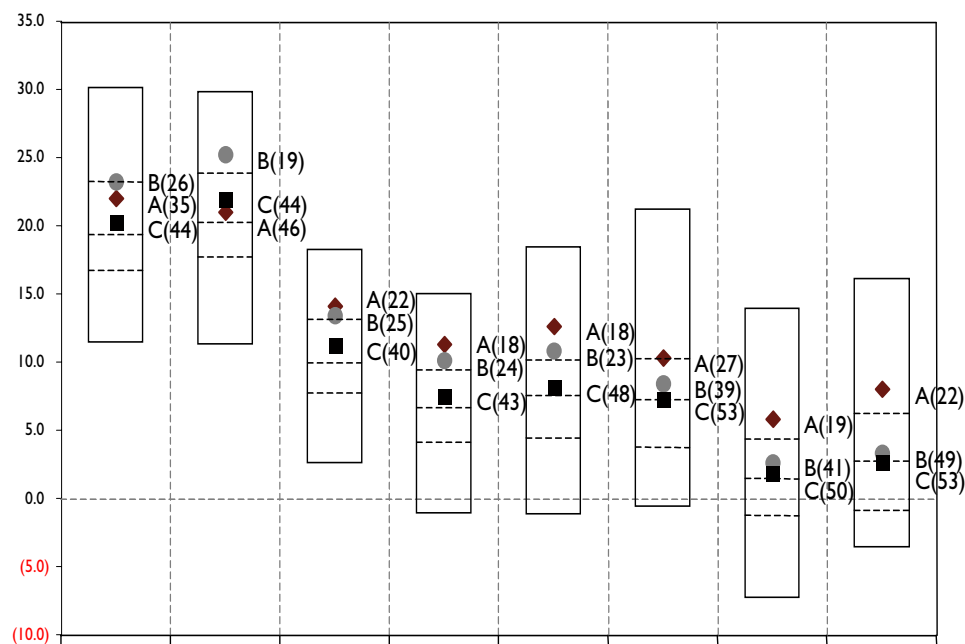 35.0
30.0
25.0
20.0
15.0
10.0
5.0
0.0
(5.0)
(10.0)
B(26)
A(35)
C(44)
B(19)
C(44)
A(46)
A(22)
B(25)
C(40)
A(18)
B(24)
C(43)
A(18)
B(23)
C(48)
A(27)
B(39)
C(53)
A(19)
B(41)
C(50)
A(22)
B(49)
C(53)